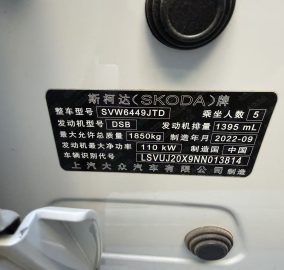 斯柯达(SKODA)牌
整车型号 SVW6449JTD 乘坐人数 5
发动机型号 DSB 发动机排量 1395 mL
最大允许总质量 1850kg 制造年月 2022-09
发动机最大净功率 110 kW 制造国 中国
车辆识别代号 LSVUJ20X9NN013814
上汽大众汽车有限公司 制造